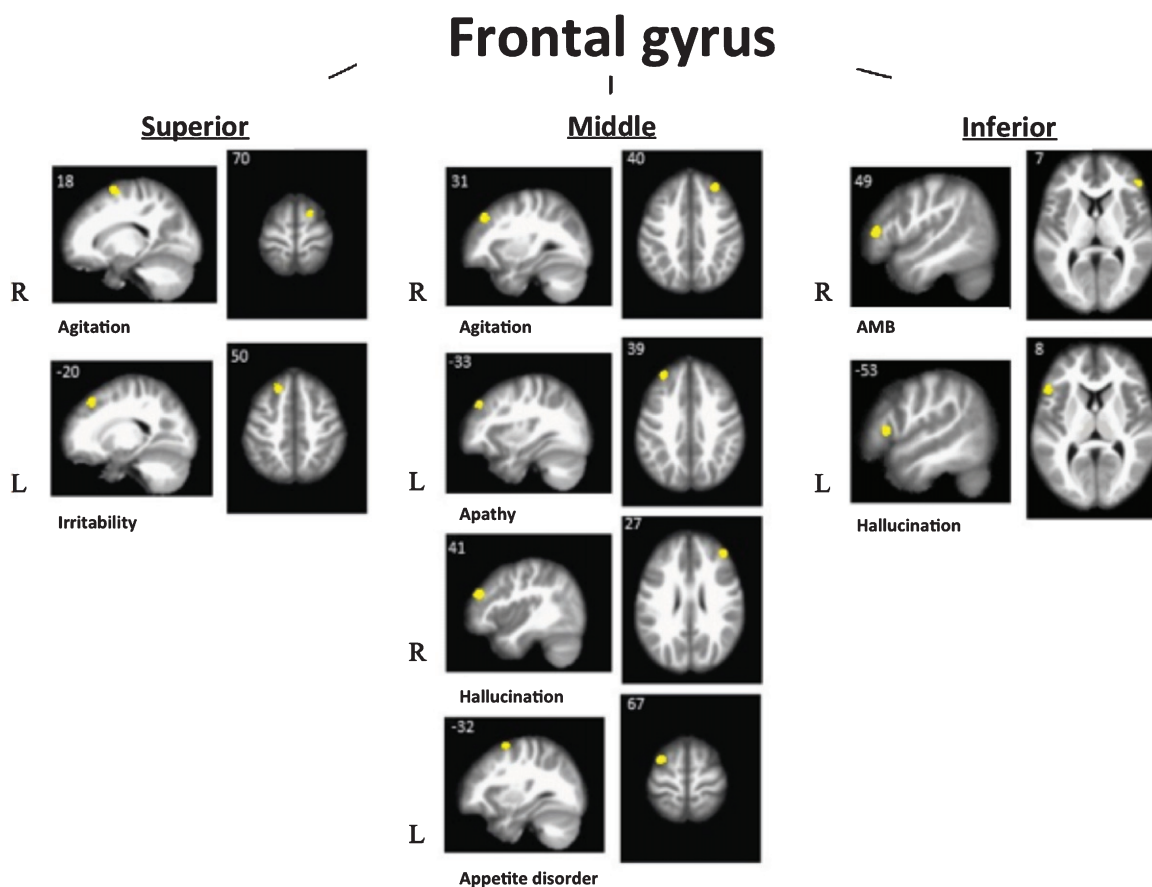 Frontal gyrus
Superior
18
70
R
Agitation
-20
50
L
Irritability
Middle
31
40
R
Agitation
-33
39
L
Apathy
41
27
R
Hallucination
-32
67
L
Appetite disorder
Inferior
49
7
R
AMB
-53
8
L
Hallucination